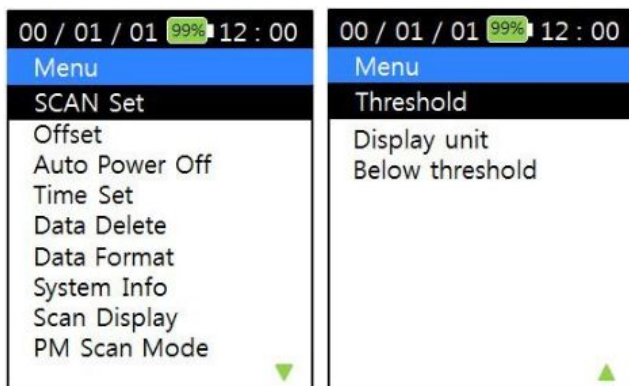 00 / 01 / 01 99% 12 : 00
Menu
SCAN Set
Offset
Auto Power Off
Time Set
Data Delete
Data Format
System Info
Scan Display
PM Scan Mode
00 / 01 / 01 99% 12 : 00
Menu
Threshold
Display unit
Below threshold